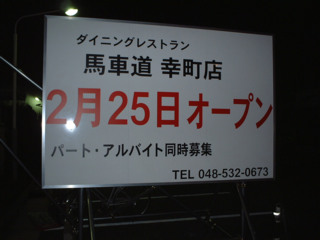 ダイニングレストラン
馬車道 幸町店
2月25日オープン
パート・アルバイト同時募集
TEL 048-532-0673